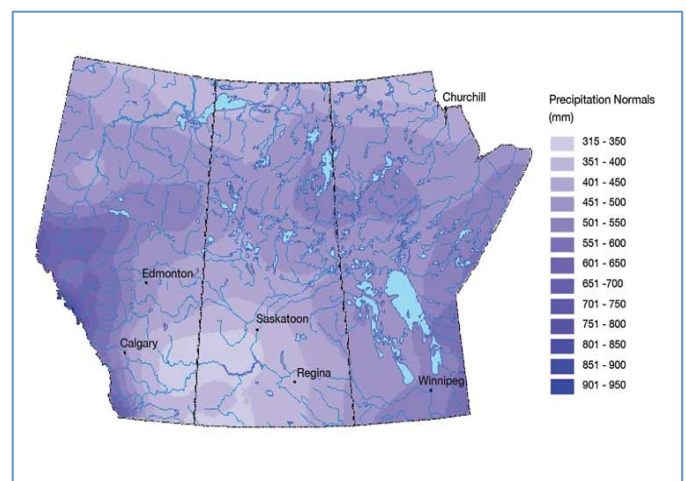 Churchill
Edmonton
Saskatoon
Calgary
Regina
Winnipeg
Precipitation Normals
(mm)
315 - 350
351 - 400
401 - 450
451 - 500
501 - 550
551 - 600
601 - 650
651 -700
701 - 750
751 - 800
801 - 850
851 - 900
901 - 950